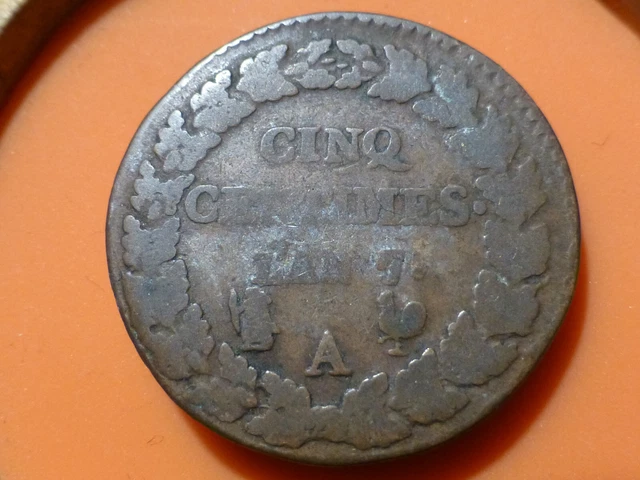 CINQ
CENTIMES.
L'AN 7.
A